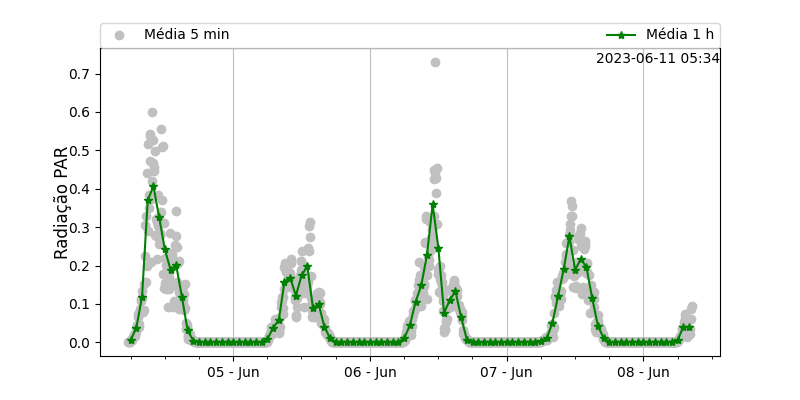 Média 5 min
Média 1 h
2023-06-11 05:34
Radiação PAR
0.7
0.6
0.5
0.4
0.3
0.2
0.1
0.0
05 - Jun
06 - Jun
07 - Jun
08 - Jun